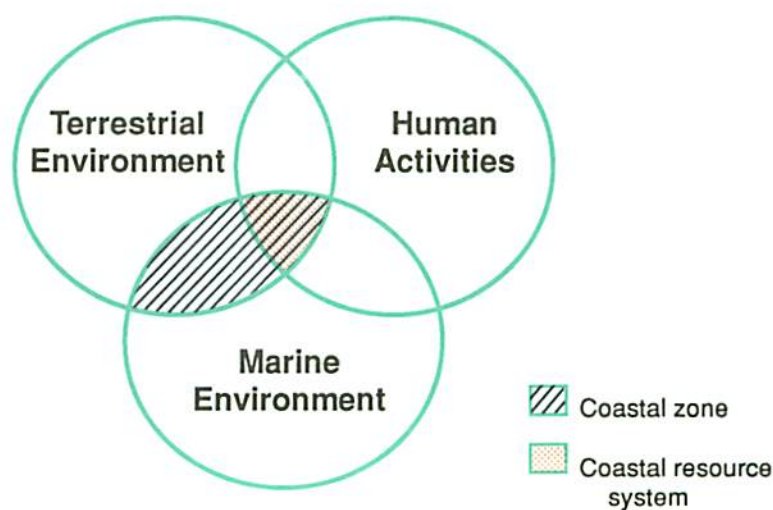 Terrestrial
Environment
Human
Activities
Marine
Environment
Coastal zone
Coastal resource
system